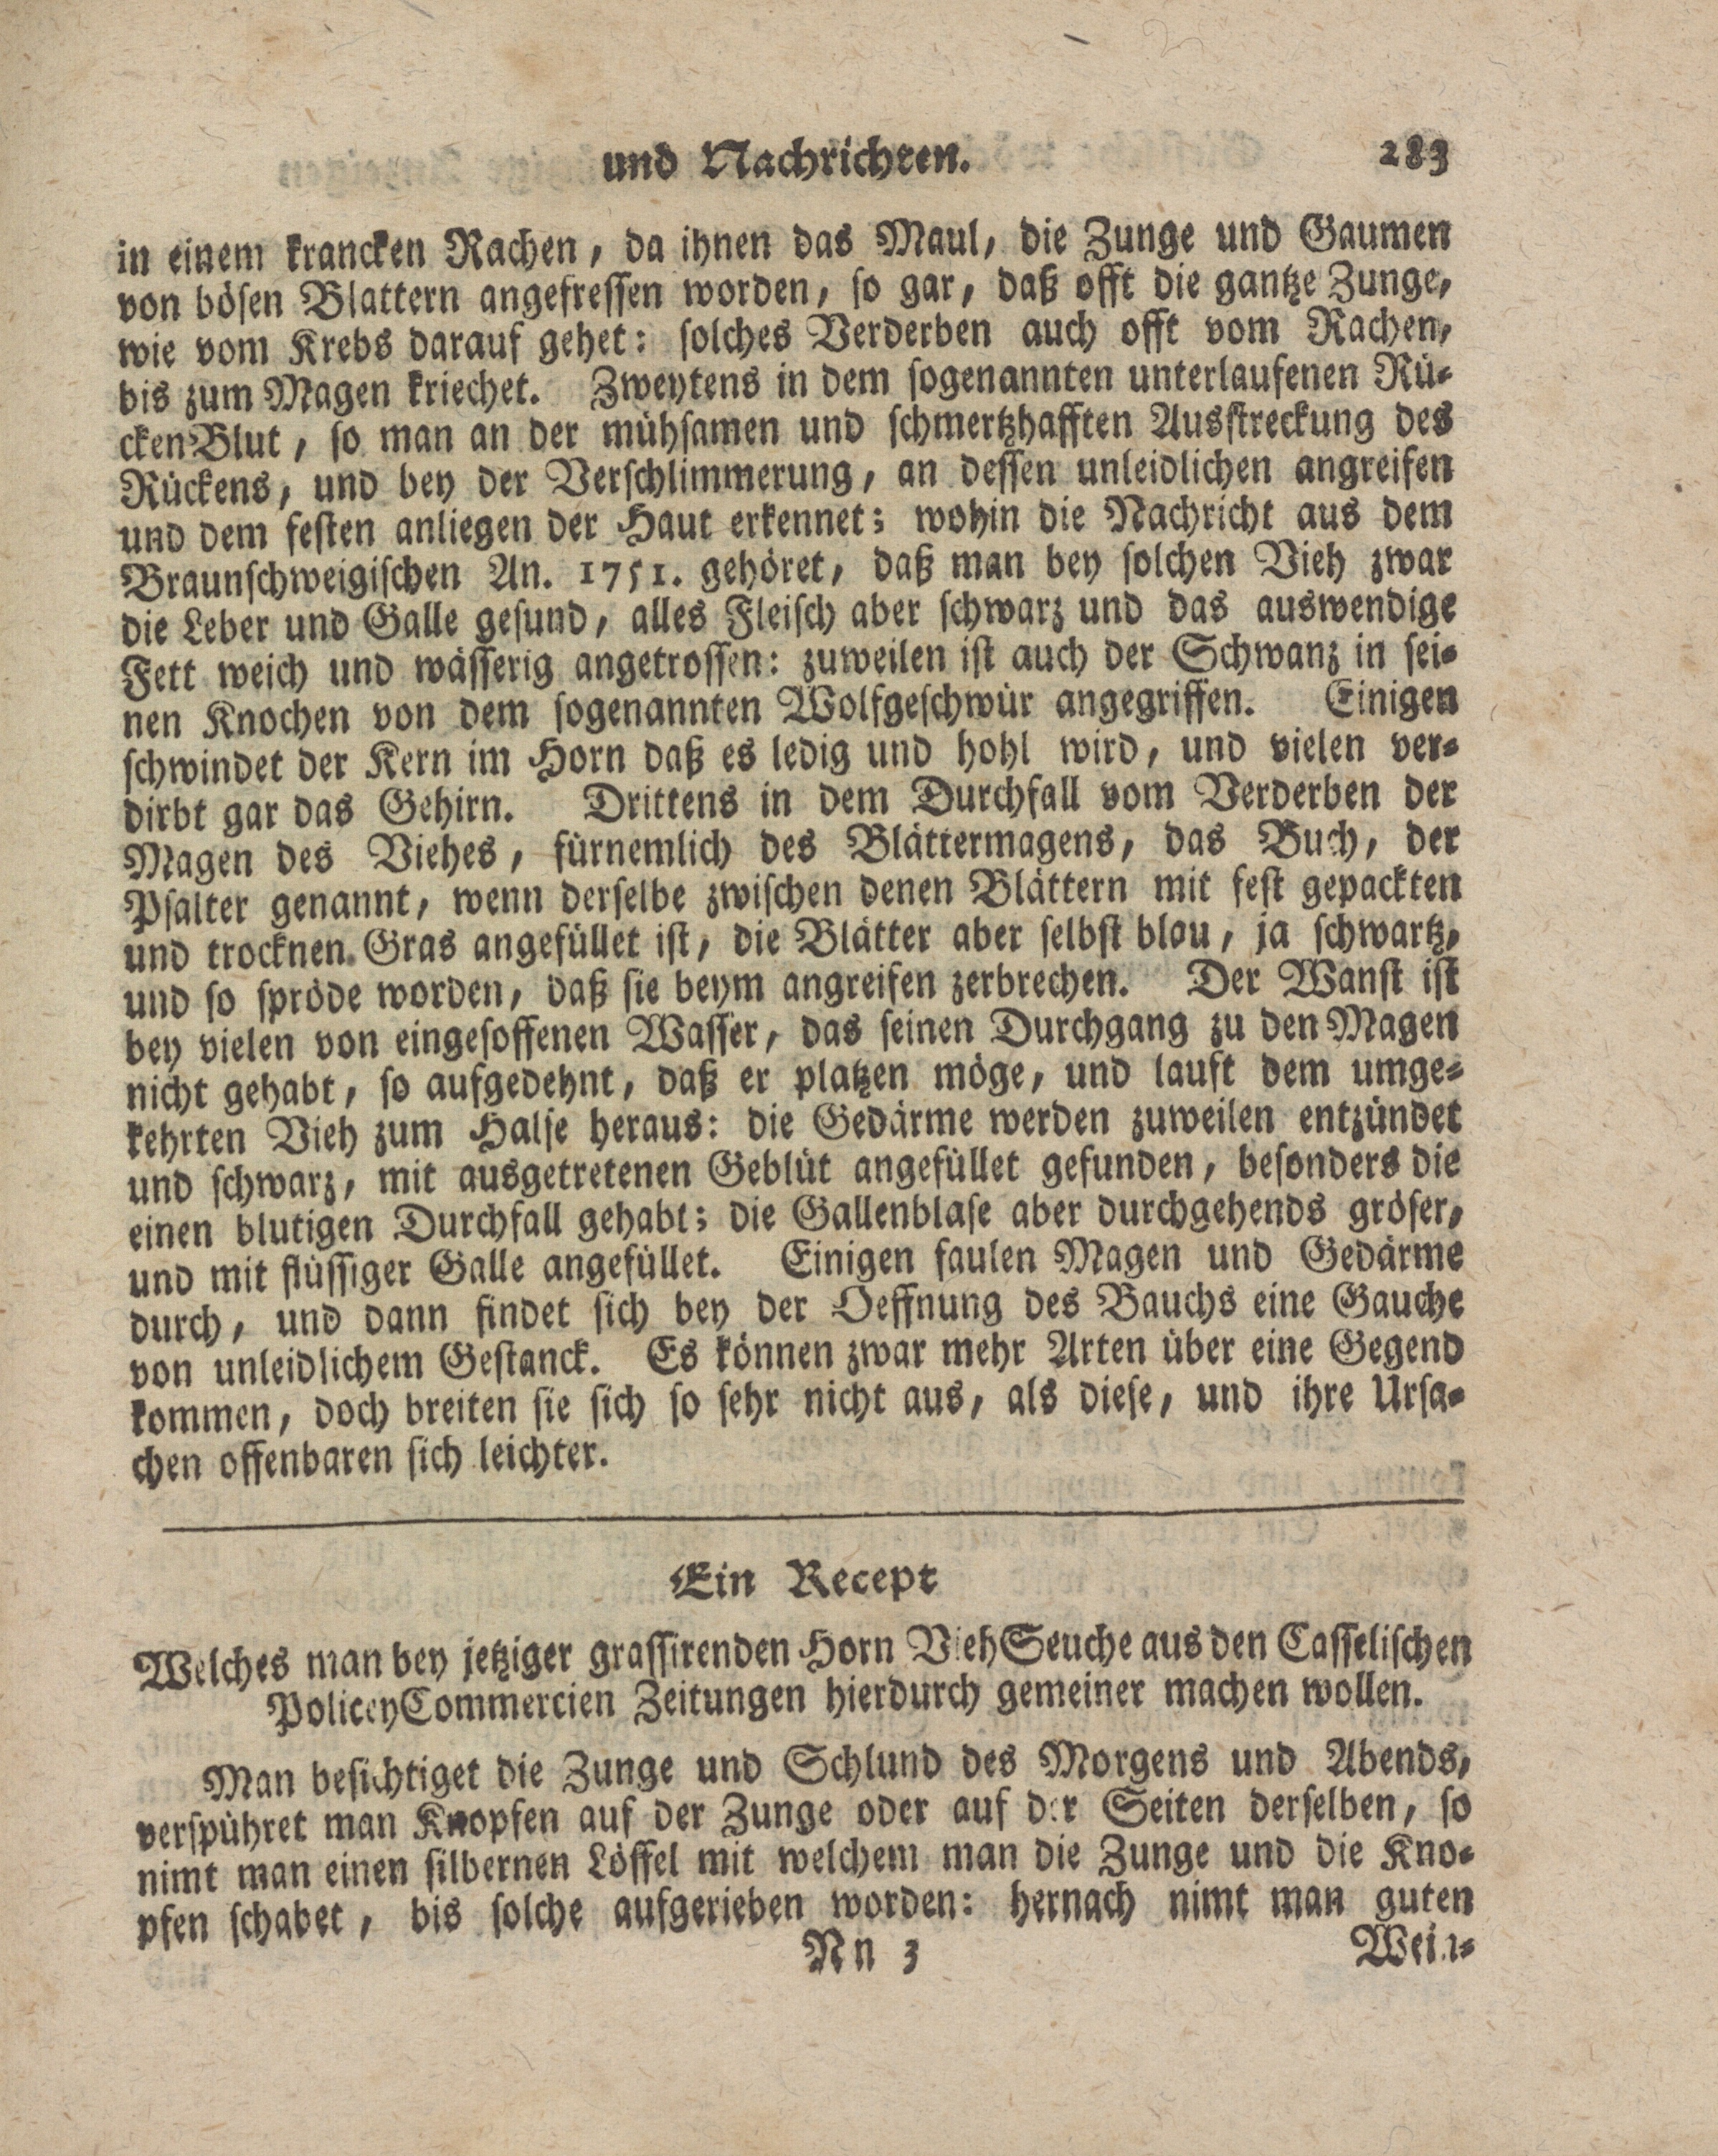 und Nachrichten. 283
in einem krancken Rachen, da ihnen das Maul, die Zunge und Gaumen
von bösen Blattern angefressen worden, so gar, daß offt die gantze Zunge,
wie vom Krebs darauf gehet: solches Verderben auch offt vom Rachen,
bis zum Magen kriechet. Zweytens in dem sogenannten unterlaufenen Rü-
ckenBlut, so man an der mühsamen und schmertzhafften Ausstreckung des
Rückens, und bey der Verschlimmerung, an dessen unleidlichen angreifen
und dem festen anliegen der Haut erkennet; wohin die Nachricht aus dem
Braunschweigischen An. 1751. gehöret, daß man bey solchen Vieh zwar
die Leber und Galle gesund, alles Fleisch aber schwarz und das auswendige
Fett weich und wässerig angetrossen: zuweilen ist auch der Schwanz in sei-
nen Knochen von dem sogenannten Wolfgeschwür angegriffen. Einigen
schwindet der Kern im Horn daß es ledig und hohl wird, und vielen ver-
dirbt gar das Gehirn. Drittens in dem Durchfall vom Verderben der
Magen des Viehes, fürnemlich des Blättermagens, das Buch, der
Psalter genannt, wenn derselbe zwischen denen Blättern mit fest gepackten
und trocknen Gras angefüllet ist, die Blätter aber selbst blau, ja schwartz,
und so spröde worden, daß sie beym angreifen zerbrechen. Der Wanst ist
bey vielen von eingesoffenen Wasser, das seinen Durchgang zu den Magen
nicht gehabt, so aufgedehnt, daß er platzen möge, und lauft dem umge-
kehrten Vieh zum Halse heraus: die Gedärme werden zuweilen entzündet
und schwarz, mit ausgetretenen Geblüt angefüllet gefunden, besonders die
einen blutigen Durchfall gehabt; die Gallenblase aber durchgehends gröser,
und mit flüssiger Galle angefüllet. Einigen faulen Magen und Gedärme
durch, und dann findet sich bey der Oeffnung des Bauchs eine Gauche
von unleidlichem Gestanck. Es können zwar mehr Arten über eine Gegend
kommen, doch breiten sie sich so sehr nicht aus, als diese, und ihre Ursa-
chen offenbaren sich leichter.
Ein Recept
Welches man bey jetziger grassirenden Horn ViehSeuche aus den Casselischen
PoliceyCommercien Zeitungen hierdurch gemeiner machen wollen.
Man besichtiget die Zunge und Schlund des Morgens und Abends,
verspühret man Knopfen auf der Zunge oder auf der Seiten derselben, so
nimt man einen silbernen Löffel mit welchem man die Zunge und die Kno-
pfen schabet, bis solche aufgerieben worden: hernach nimt man guten
Nn 3 Wein-